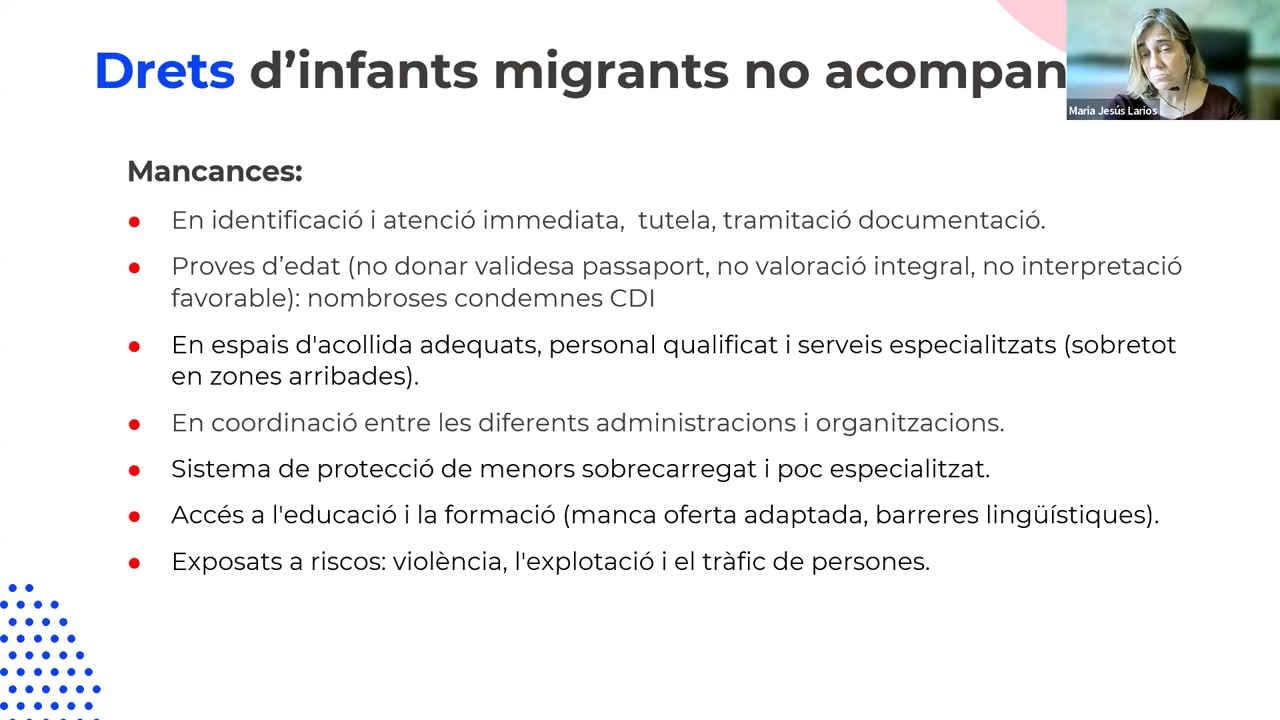 Drets d’infants migrants no acompan
Maria Jesús Larios
Mancances:
● En identificació i atenció immediata,  tutela, tramitació documentació.
● Proves d’edat (no donar validesa passaport, no valoració integral, no interpretació
favorable): nombroses condemnes CDI
● En espais d'acollida adequats, personal qualificat i serveis especialitzats (sobretot
en zones arribades).
● En coordinació entre les diferents administracions i organitzacions.
● Sistema de protecció de menors sobrecarregat i poc especialitzat.
● Accés a l'educació i la formació (manca oferta adaptada, barreres lingüístiques).
● Exposats a riscos: violència, l'explotació i el tràfic de persones.